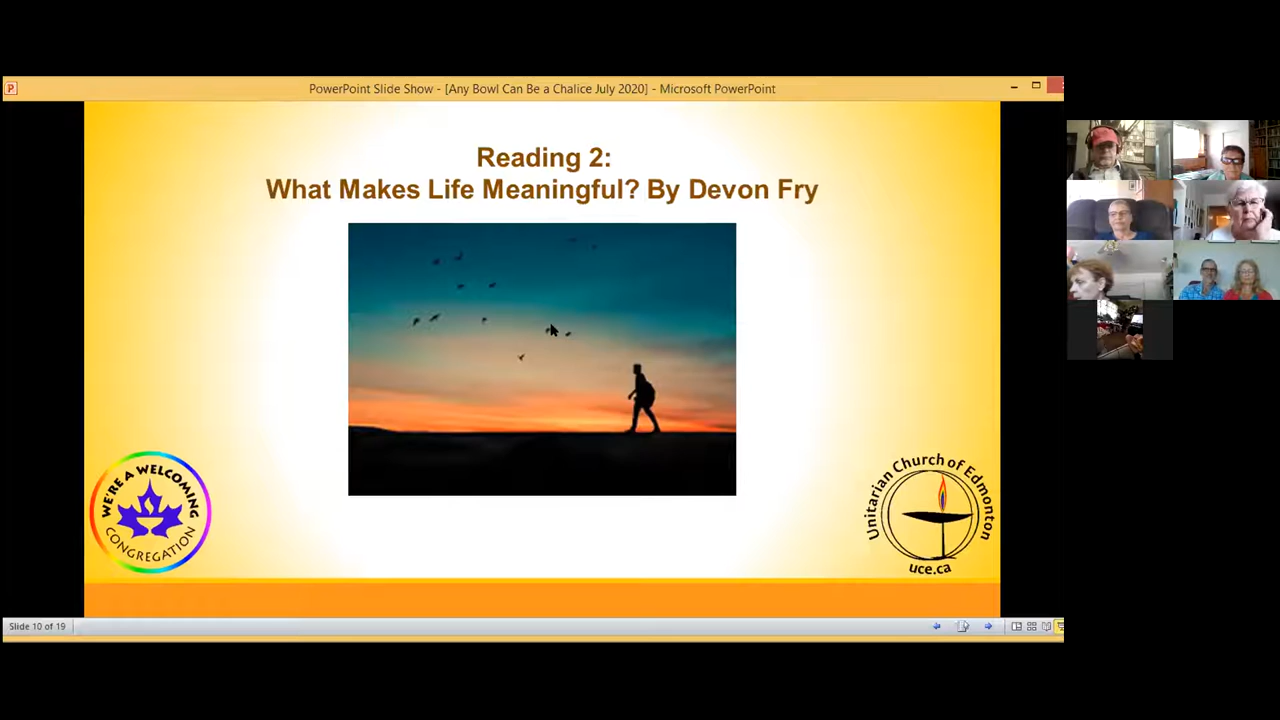 PowerPoint Slide Show - [Any Bowl Can Be a Chalice July 2020] - Microsoft PowerPoint
Reading 2:
What Makes Life Meaningful? By Devon Fry
WE'RE A WELCOMING
CONGREGATION
Unitarian Church of Edmonton
uce.ca
Slide 10 of 19